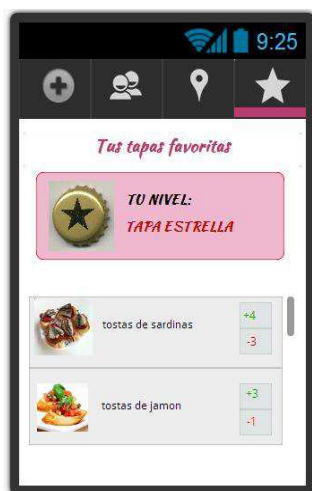 9:25
Tus tapas favoritas
TU NIVEL:
TAPA ESTRELLA
tostas de sardinas
+4
-3
tostas de jamon
+3
-1